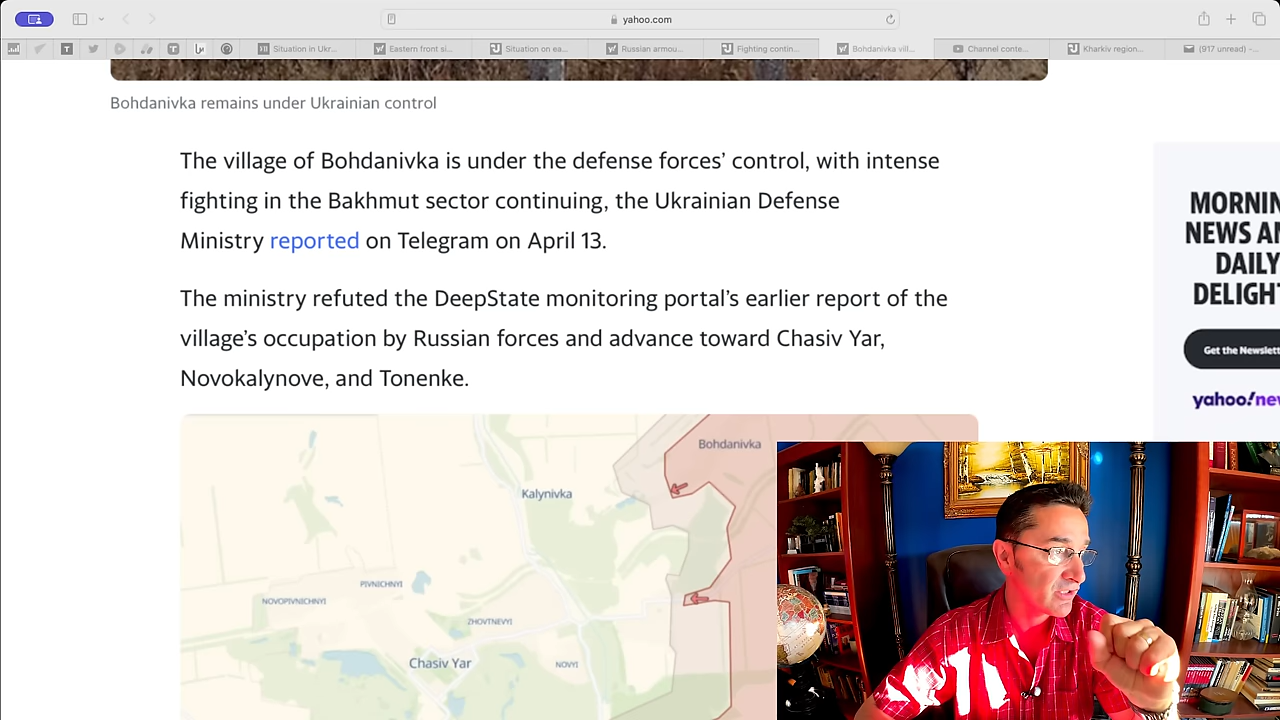 yahoo.com
Situation in Ukr...
Eastern front si...
Situation on ea...
Russian armou...
Fighting contin...
Bohdanivka vill...
Channel conte...
Kharkiv region...
(917 unread) -...
Bohdanivka remains under Ukrainian control
The village of Bohdanivka is under the defense forces’ control, with intense
fighting in the Bakhmut sector continuing, the Ukrainian Defense
Ministry reported on Telegram on April 13.
The ministry refuted the DeepState monitoring portal’s earlier report of the
village’s occupation by Russian forces and advance toward Chasiv Yar,
Novokalynove, and Tonenke.
MORNIN
NEWS AN
DAILY
DELIGHT
Get the Newslett
yahoo!new
Bohdanivka
Kalynivka
PIVNICHNYI
NOVOPIVNICHNYI
ZHOVTNEVYI
Chasiv Yar
NOVYI